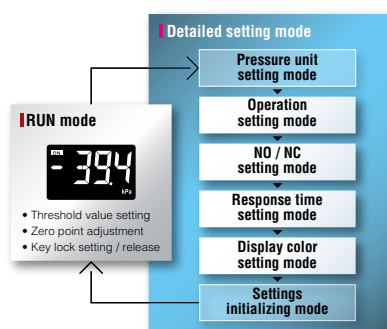 Detailed setting mode
Pressure unit
setting mode
Operation
setting mode
NO / NC
setting mode
Response time
setting mode
Display color
setting mode
Settings
initializing mode
RUN mode
ON
-39.4
kPa
• Threshold value setting
• Zero point adjustment
• Key lock setting / release